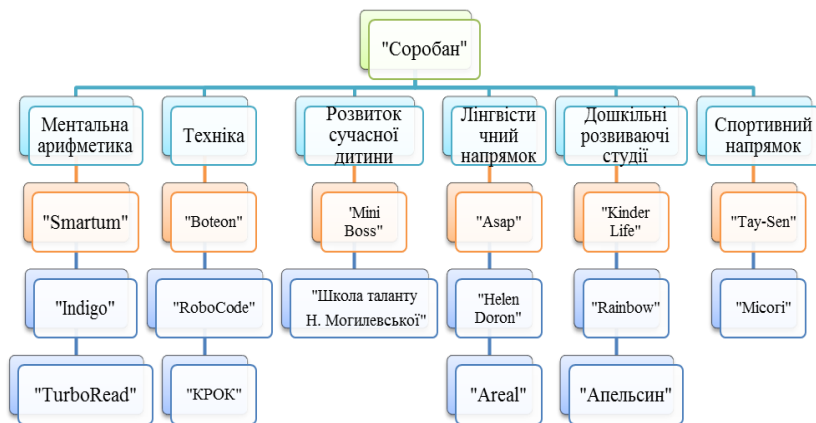 "Соробан"
Ментальна
арифметика
Техніка
Розвиток
сучасної
дитини
Лінгвісти
чний
напрямок
Дошкільні
розвиваючі
студії
Спортивний
напрямок
"Smartum"
"Boteon"
'Mini
Boss"
"Asap"
"Kinder
Life"
"Tay-Sen"
"Indigo"
"RoboCode"
"Школа таланту
Н. Могилевської"
"Helen
Doron"
"Rainbow"
"Micori"
"TurboRead"
"КРОК"
"Areal"
"Апельсин"